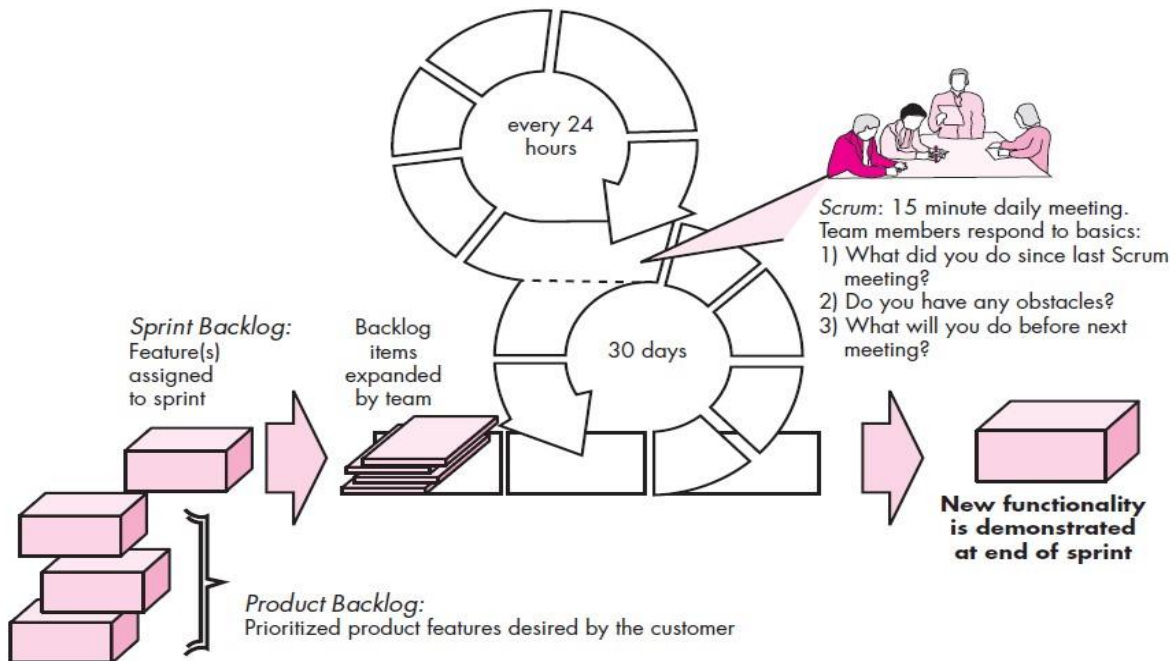 every 24
hours
Scrum: 15 minute daily meeting.
Team members respond to basics:
1) What did you do since last Scrum
meeting?
2) Do you have any obstacles?
3) What will you do before next
meeting?
Sprint Backlog:
Feature(s)
assigned
to sprint
Backlog
items
expanded
by team
30 days
New functionality
is demonstrated
at end of sprint
Product Backlog:
Prioritized product features desired by the customer